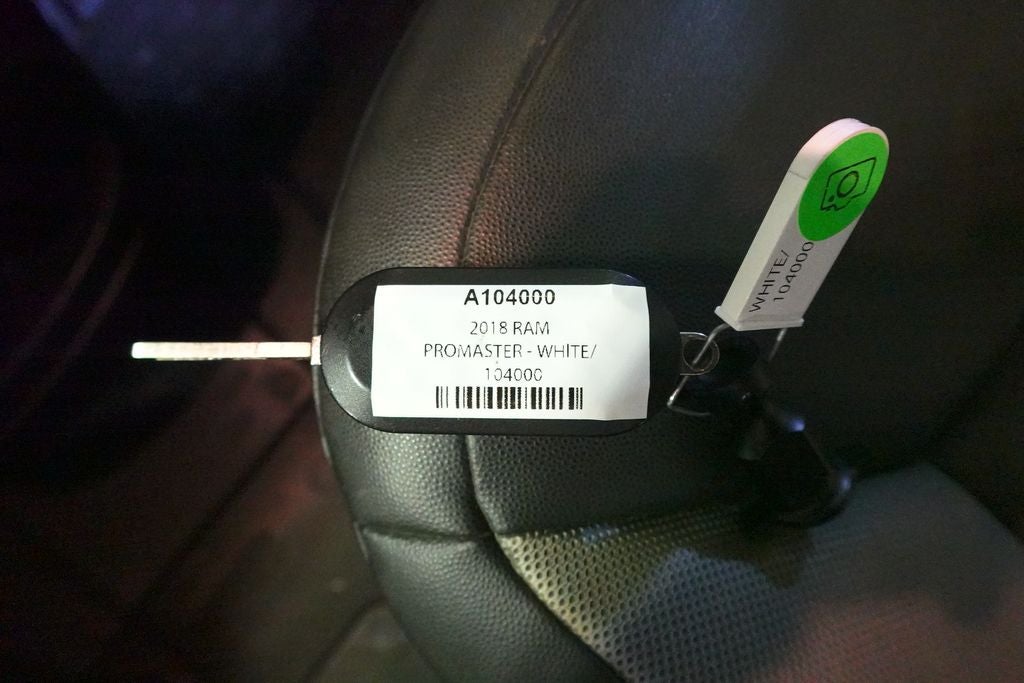 A104000
2018 RAM
PROMASTER - WHITE/
104000
WHITE/
104000